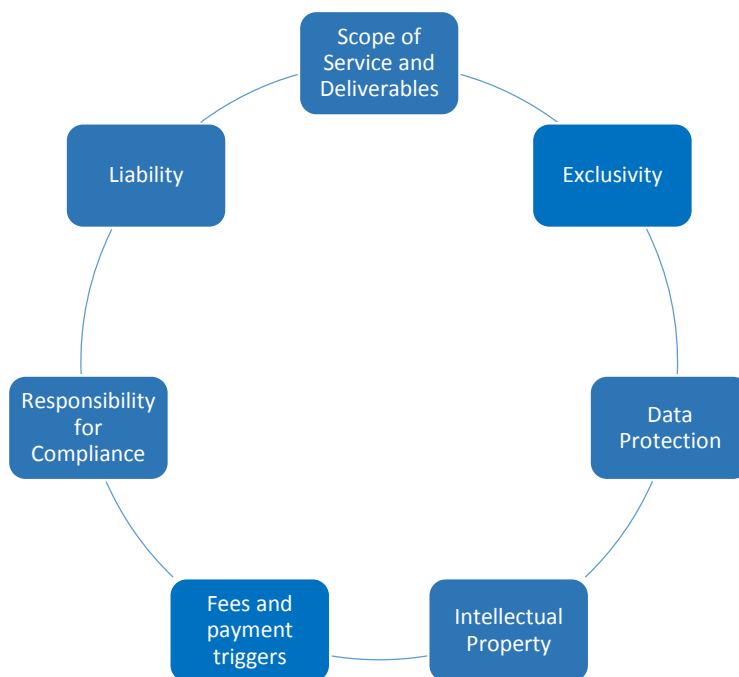 Scope of
Service and
Deliverables
Exclusivity
Data
Protection
Intellectual
Property
Fees and
payment
triggers
Responsibility
for
Compliance
Liability